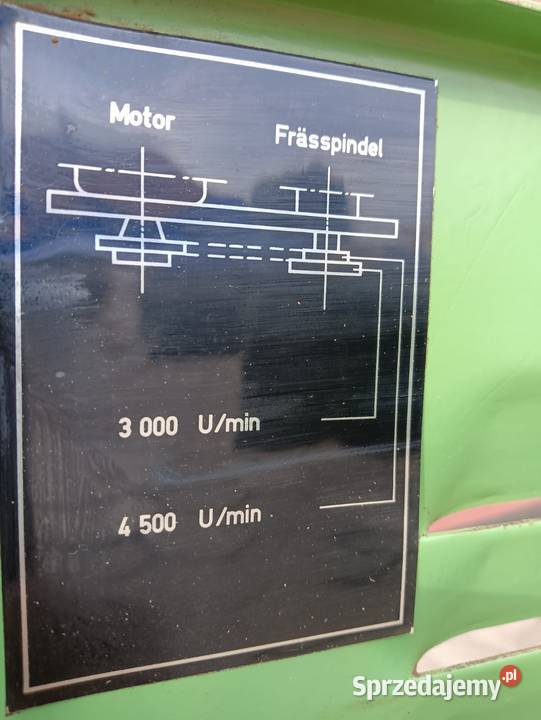 Motor
Frässpindel
3 000 U/min
4 500 U/min
Sprzedajemy.pl